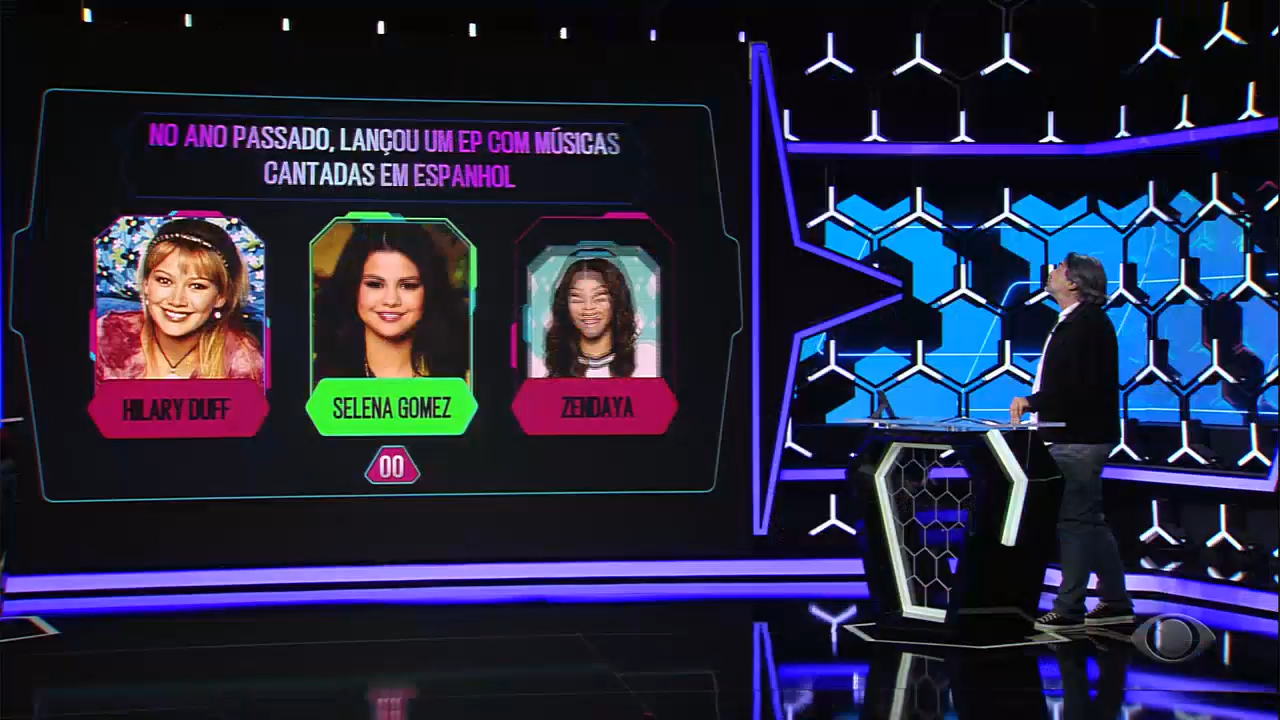 NO ANO PASSADO, LANÇOU UM EP COM MÚSICAS
CANTADAS EM ESPANHOL
HILARY DUFF
SELENA GOMEZ
ZENDAYA
00